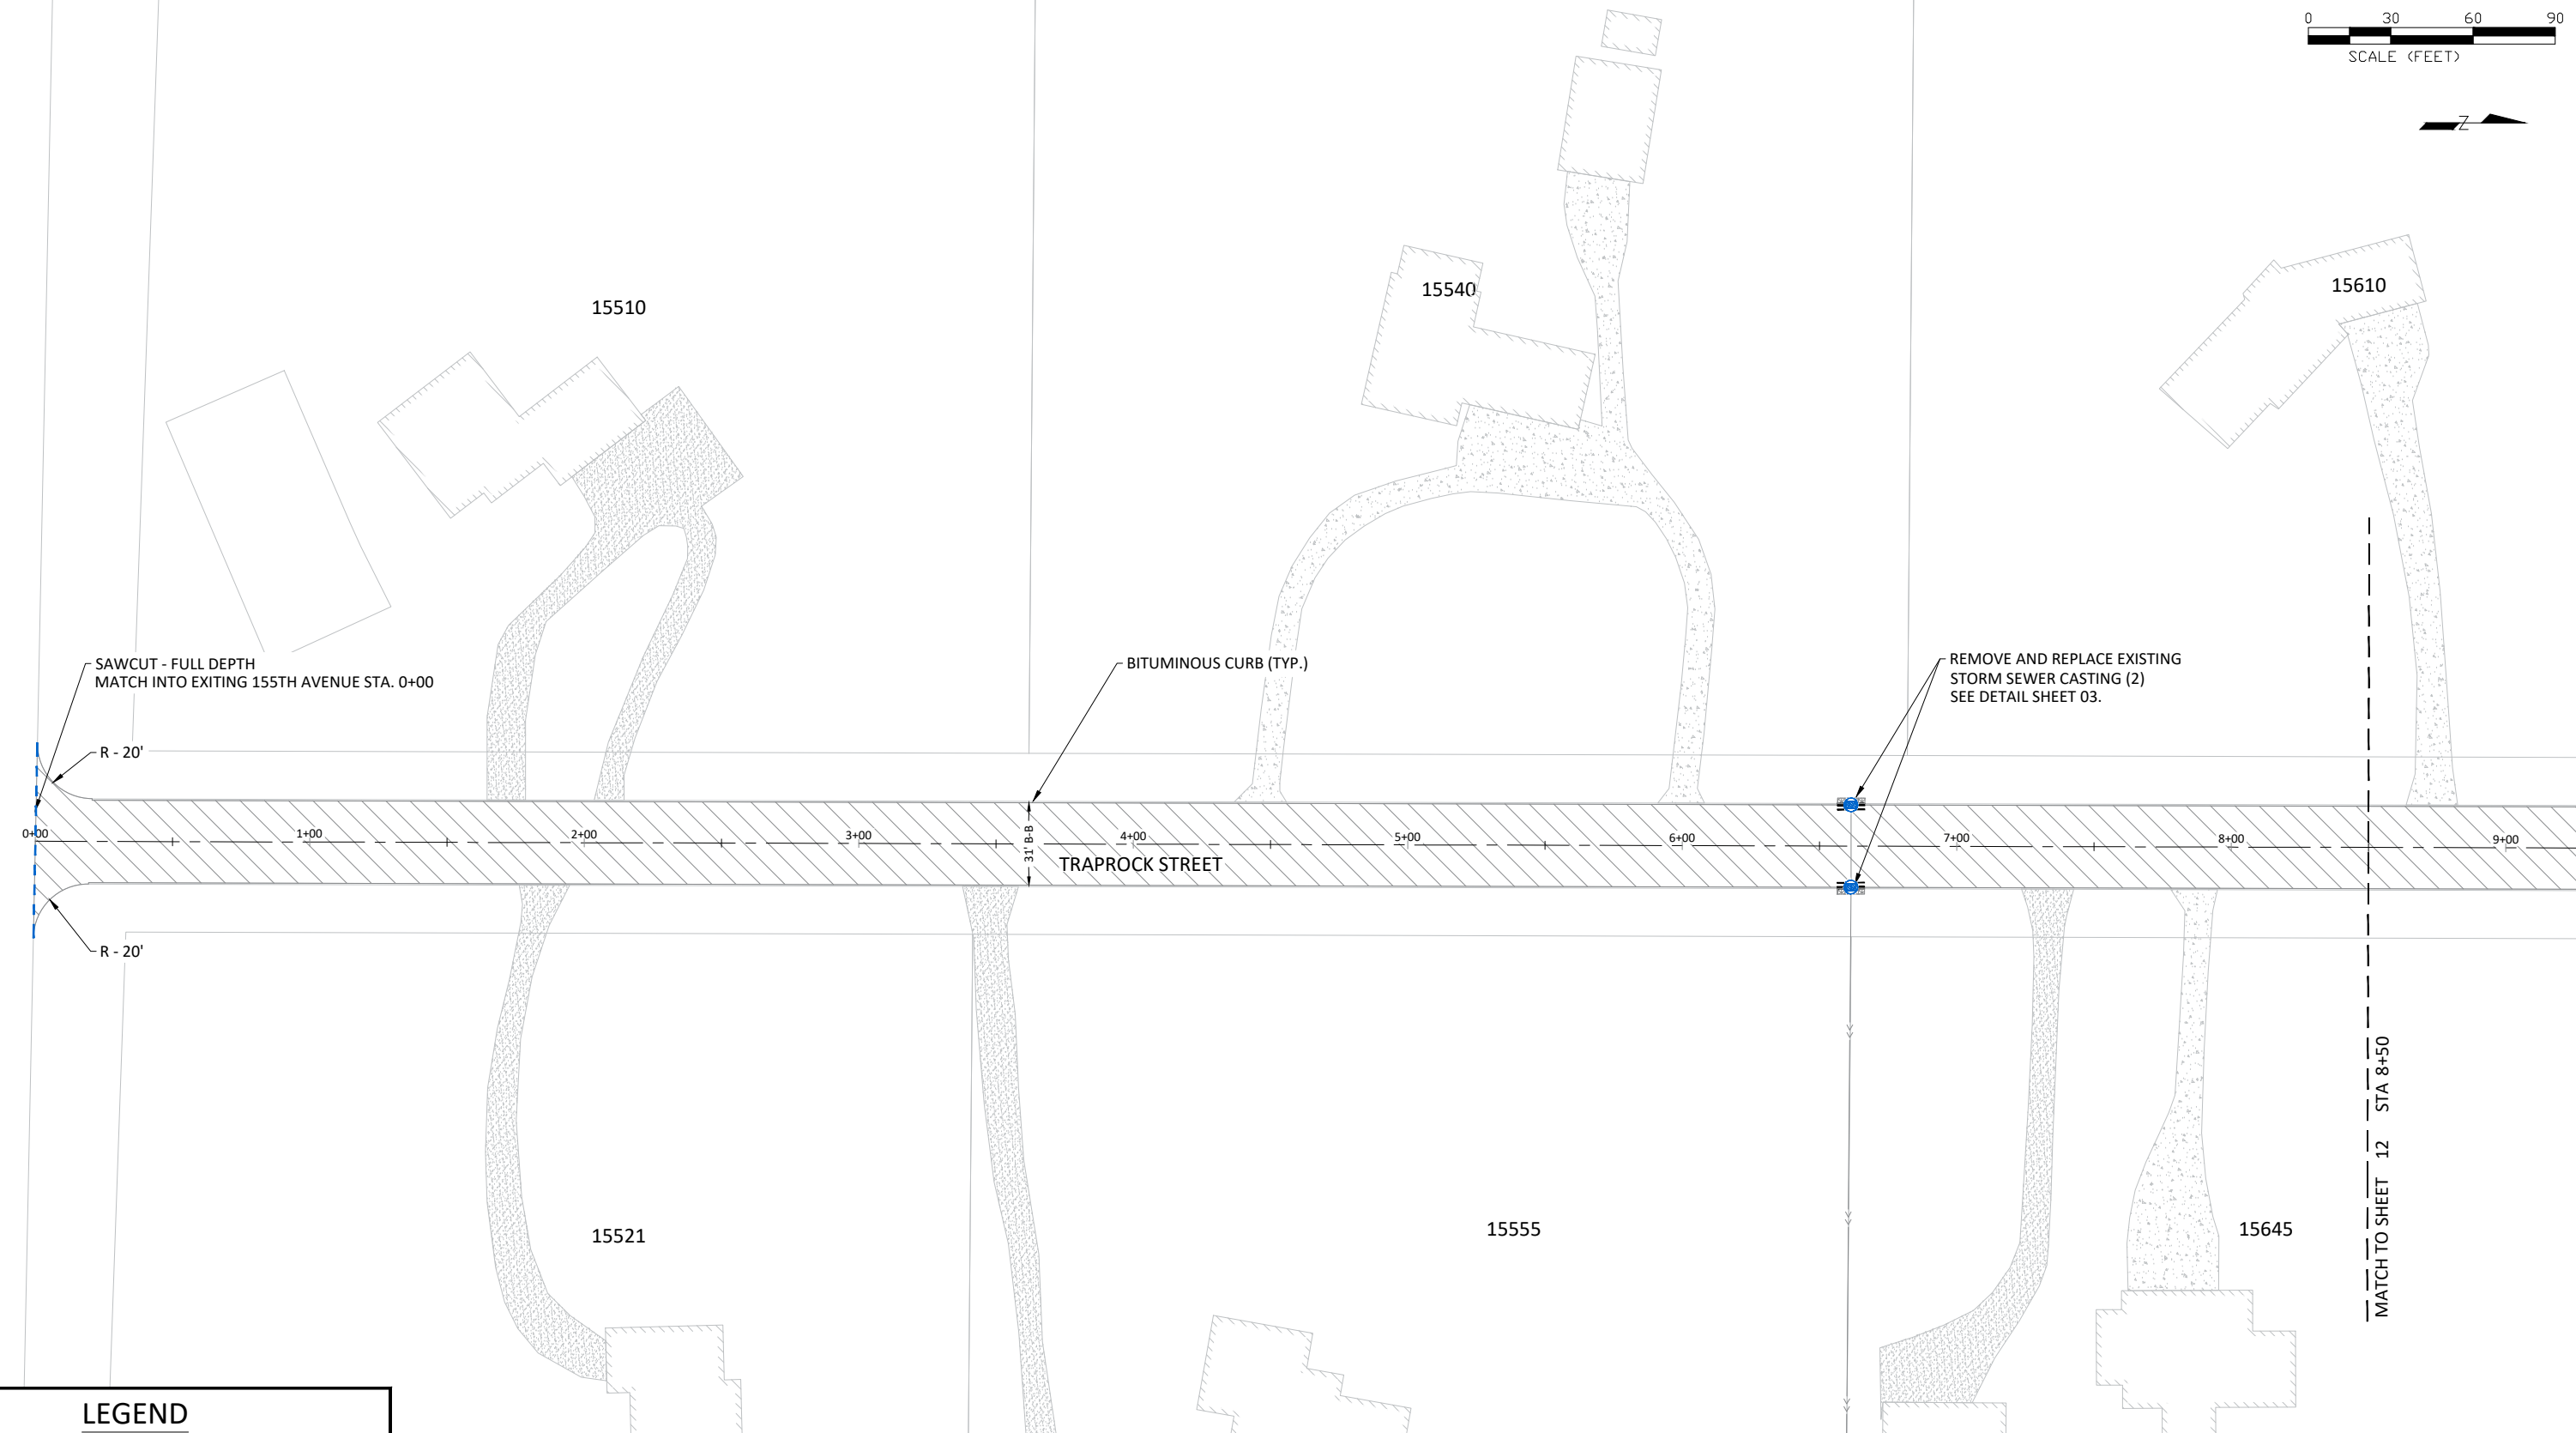 0 30 60 90
SCALE (FEET)
Z
15510
15540
15610
SAWCUT - FULL DEPTH
MATCH INTO EXITING 155TH AVENUE STA. 0+00
BITUMINOUS CURB (TYP.)
REMOVE AND REPLACE EXISTING
STORM SEWER CASTING (2)
SEE DETAIL SHEET 03.
R - 20'
0+00 1+00 2+00 3+00 4+00 5+00 6+00 7+00 8+00 9+00
31' B-B
TRAPROCK STREET
R - 20'
MATCH TO SHEET 12 STA 8+50
15521
15555
15645
LEGEND